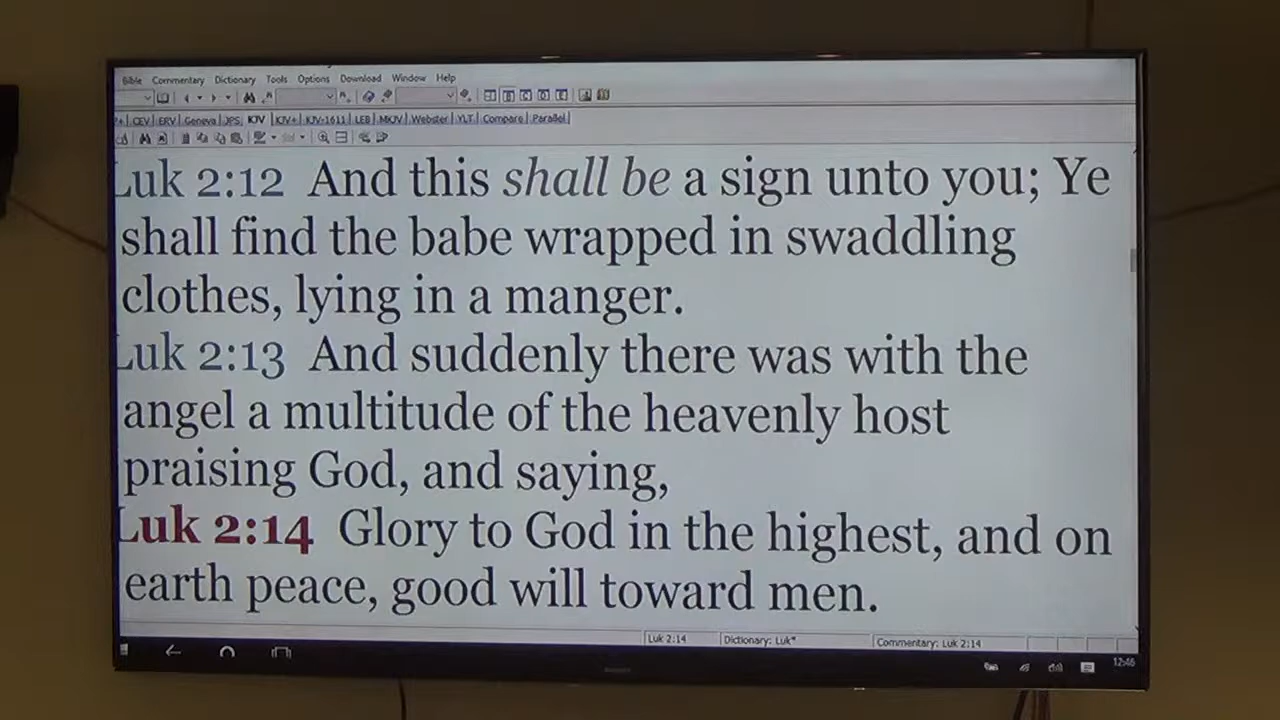 Bible Commentary Dictionary Tools Options Download Window Help
CEV ERV Geneva JPS KJV KJV+ KJV-1611 LEB MKJV Webster YLT Compare Parallel
Luk 2:12 And this shall be a sign unto you; Ye
shall find the babe wrapped in swaddling
clothes, lying in a manger.
Luk 2:13 And suddenly there was with the
angel a multitude of the heavenly host
praising God, and saying,
Luk 2:14 Glory to God in the highest, and on
earth peace, good will toward men.
Luk 2:14 Dictionary: Luk* Commentary: Luk 2:14
12:46